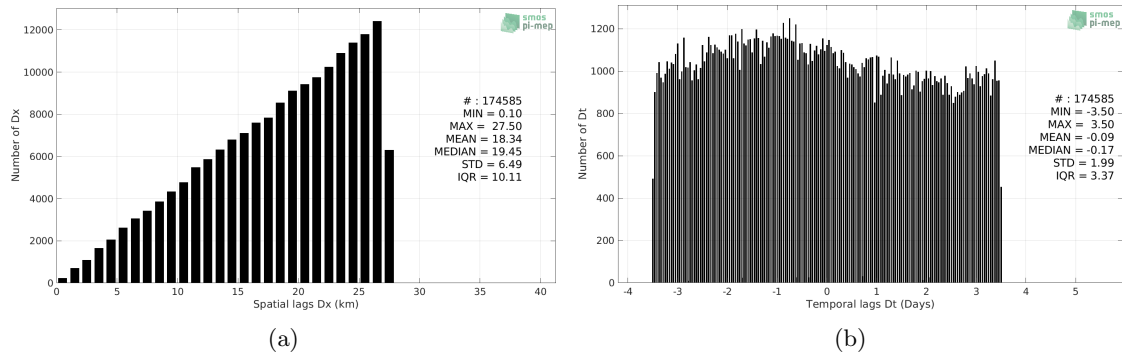 12000
10000
8000
6000
4000
2000
0
0 5 10 15 20 25 30 35 40
Number of Dx
Spatial lags Dx (km)
smos
pi-mep
# : 174585
MIN = 0.10
MAX = 27.50
MEAN = 18.34
MEDIAN = 19.45
STD = 6.49
IQR = 10.11
(a)
1200
1000
800
600
400
200
0
-4 -3 -2 -1 0 1 2 3 4 5
Number of Dt
Temporal lags Dt (Days)
smos
pi-mep
# : 174585
MIN = -3.50
MAX = 3.50
MEAN = -0.09
MEDIAN = -0.17
STD = 1.99
IQR = 3.37
(b)